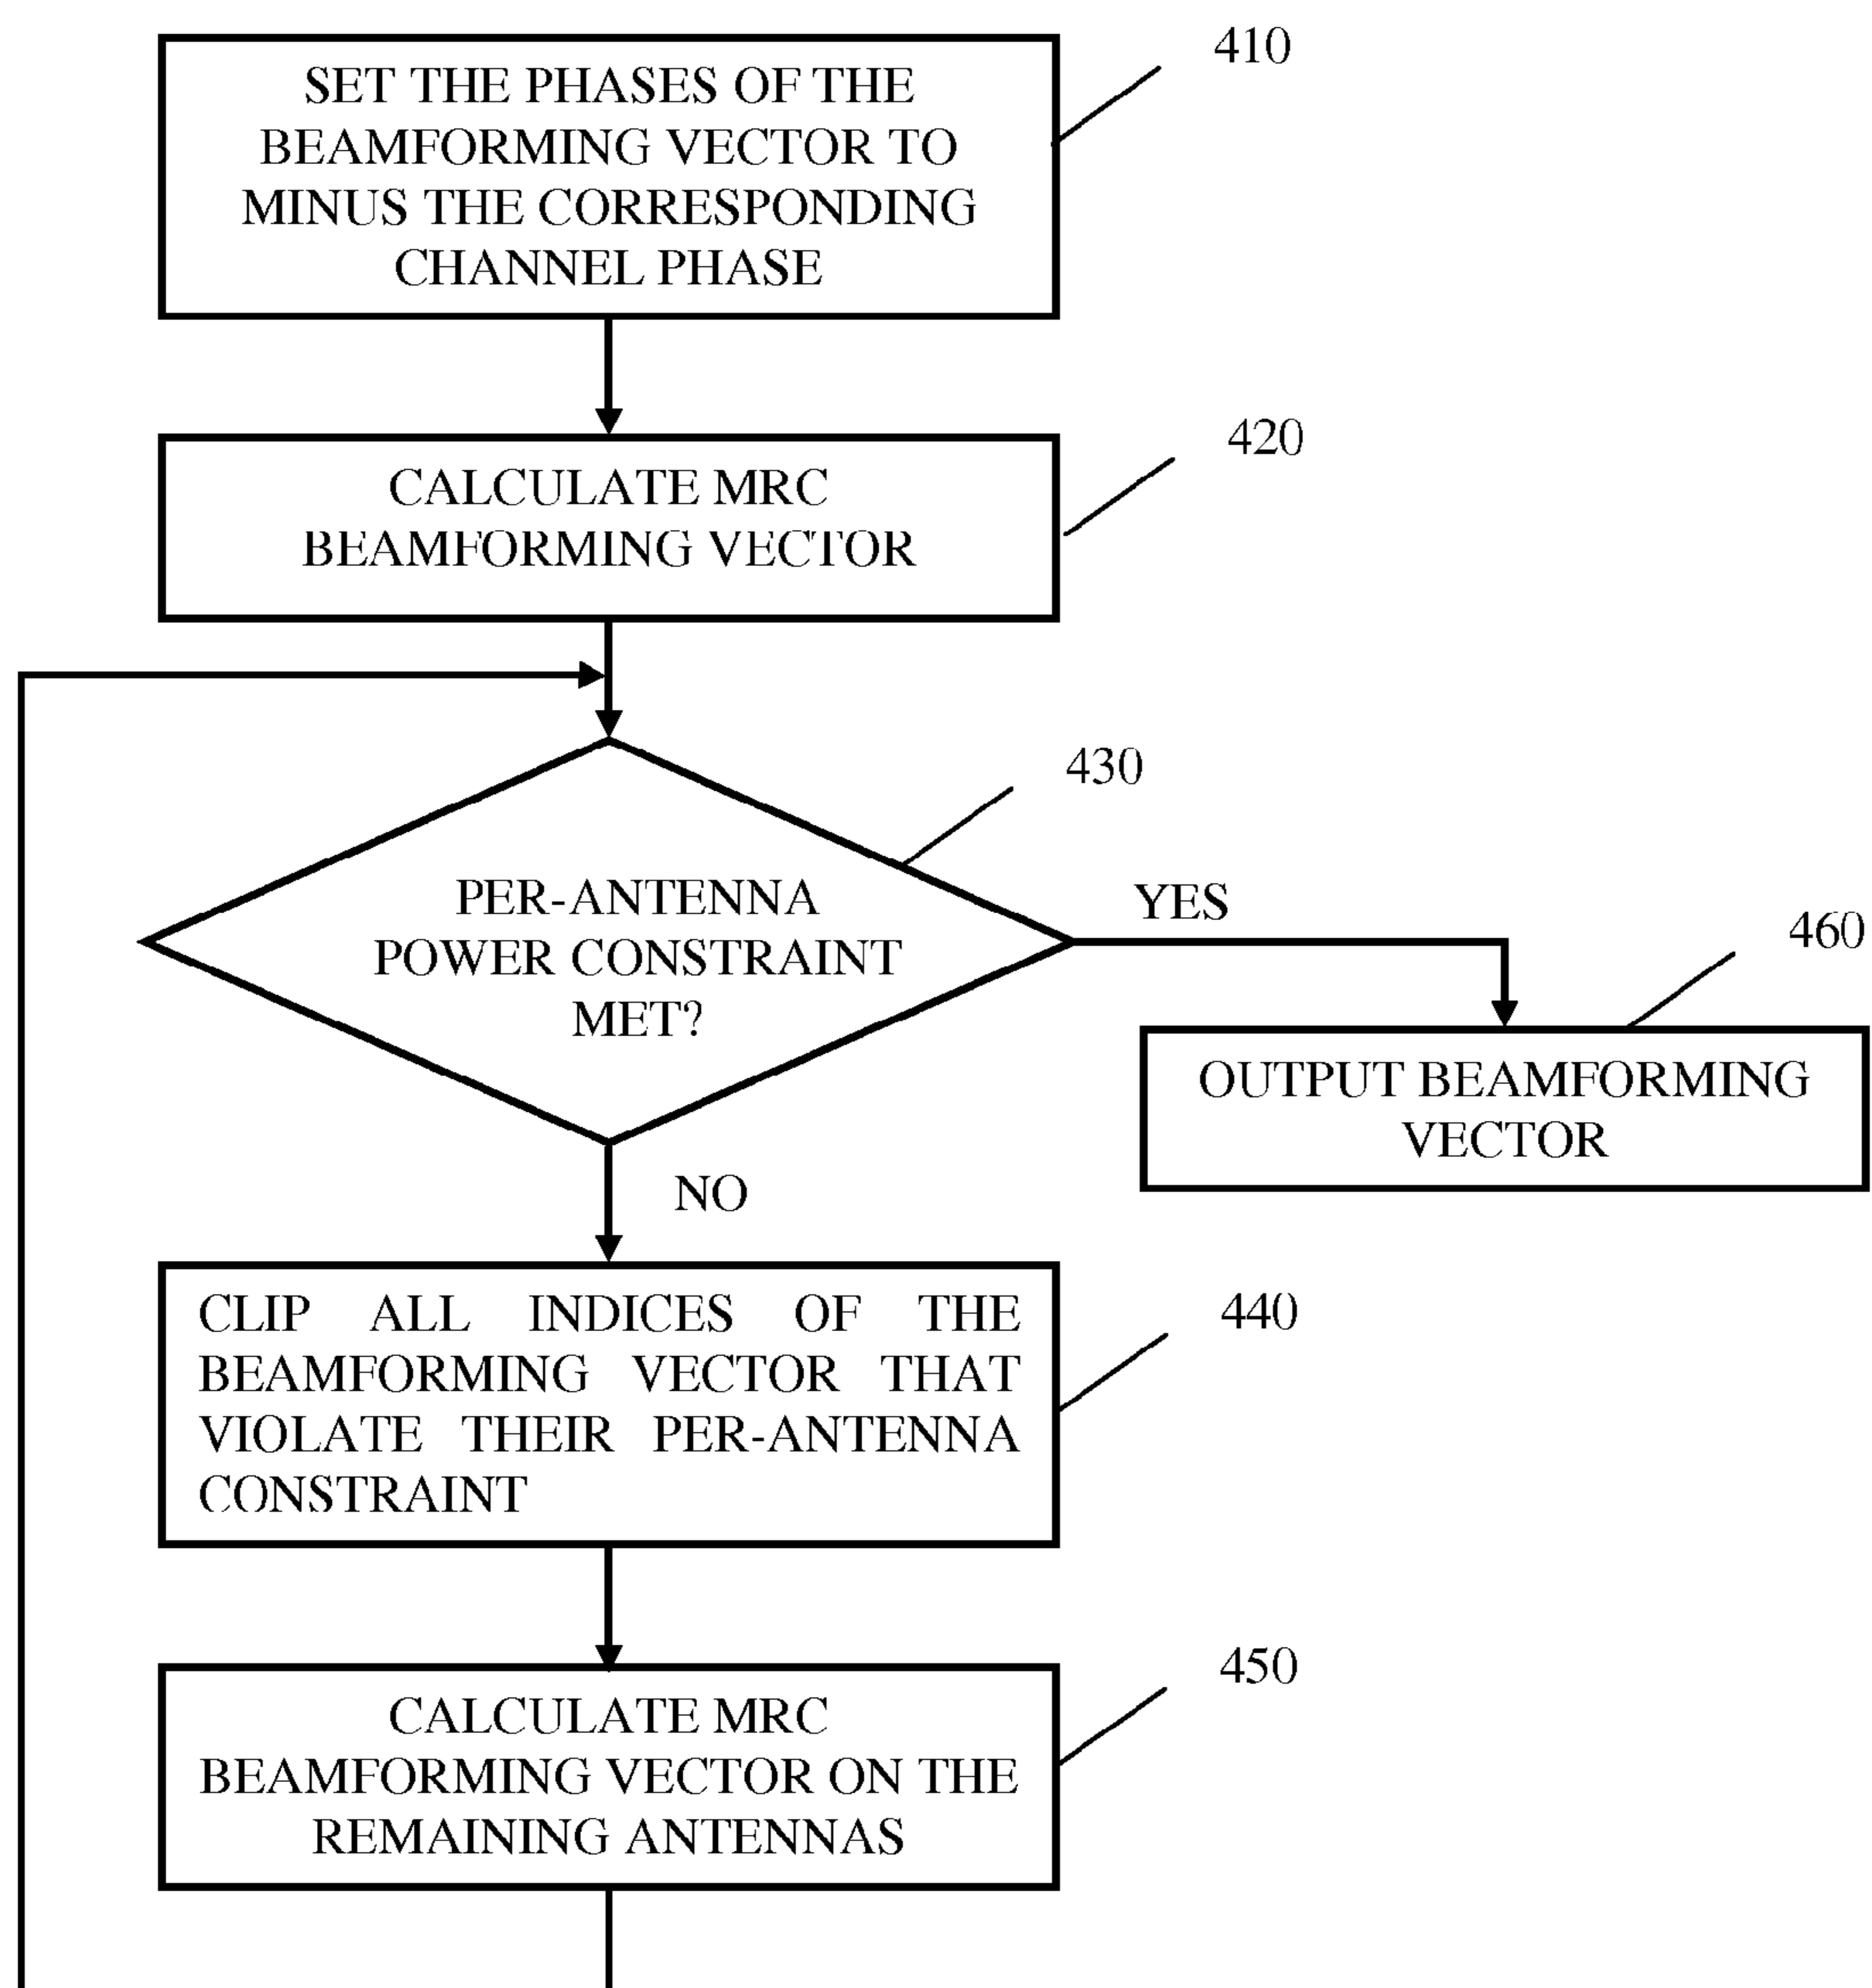 410
SET THE PHASES OF THE
BEAMFORMING VECTOR TO
MINUS THE CORRESPONDING
CHANNEL PHASE
420
CALCULATE MRC
BEAMFORMING VECTOR
430
PER-ANTENNA
POWER CONSTRAINT
MET?
YES
460
OUTPUT BEAMFORMING
VECTOR
NO
440
CLIP ALL INDICES OF THE
BEAMFORMING VECTOR THAT
VIOLATE THEIR PER-ANTENNA
CONSTRAINT
450
CALCULATE MRC
BEAMFORMING VECTOR ON THE
REMAINING ANTENNAS